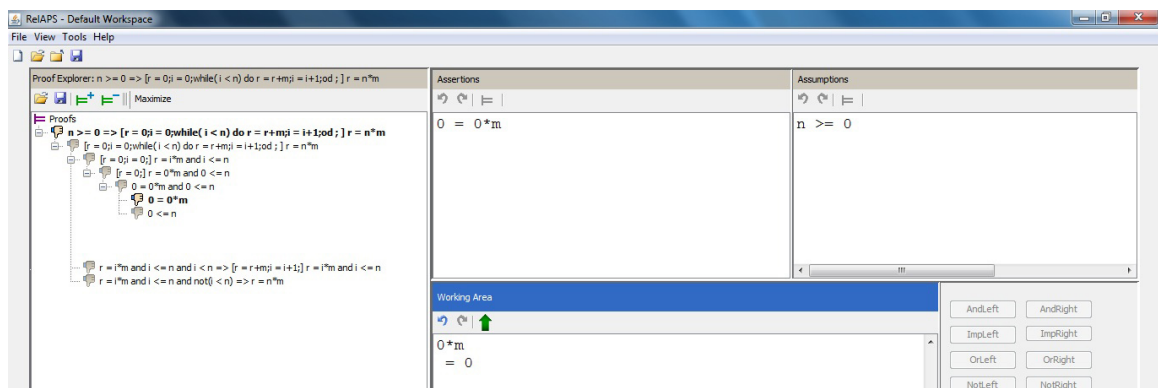 RelAPS - Default Workspace
File View Tools Help
Proof Explorer: n >= 0 => [r = 0;i = 0;while( i < n) do r = r+m;i = i+1;od ; ] r = n*m
Maximize
Proofs
n >= 0 => [r = 0;i = 0;while( i < n) do r = r+m;i = i+1;od ; ] r = n*m
[r = 0;i = 0;while( i < n) do r = r+m;i = i+1;od ; ] r = n*m
[r = 0;i = 0;] r = i*m and i <= n
[r = 0;] r = 0*m and 0 <= n
0 = 0*m and 0 <= n
0 = 0*m
0 <= n
r = i*m and i <= n and i < n => [r = r+m;i = i+1;] r = i*m and i <= n
r = i*m and i <= n and not(i < n) => r = n*m
Assertions
0 = 0*m
Assumptions
n >= 0
Working Area
0*m
= 0
AndLeft AndRight
ImpLeft ImpRight
OrLeft OrRight
NotLeft NotRight